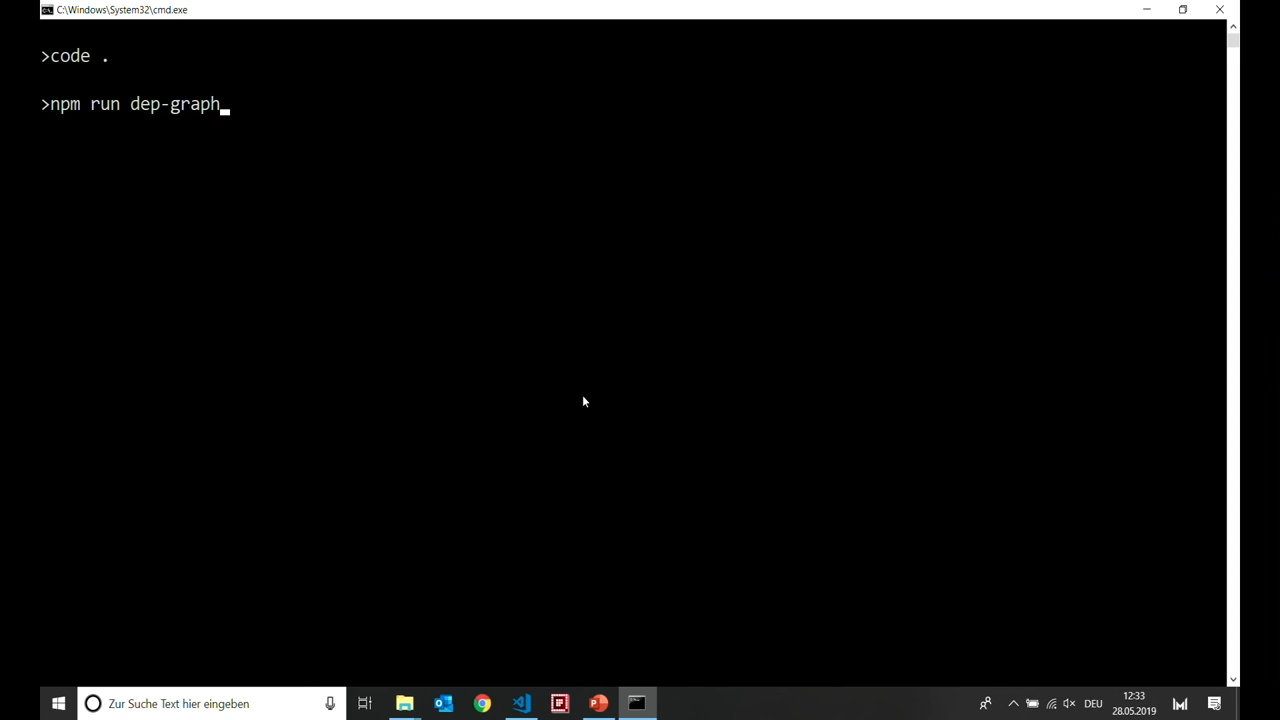 C:\Windows\System32\cmd.exe
>code .
>npm run dep-graph
Zur Suche Text hier eingeben
DEU
12:33
28.05.2019